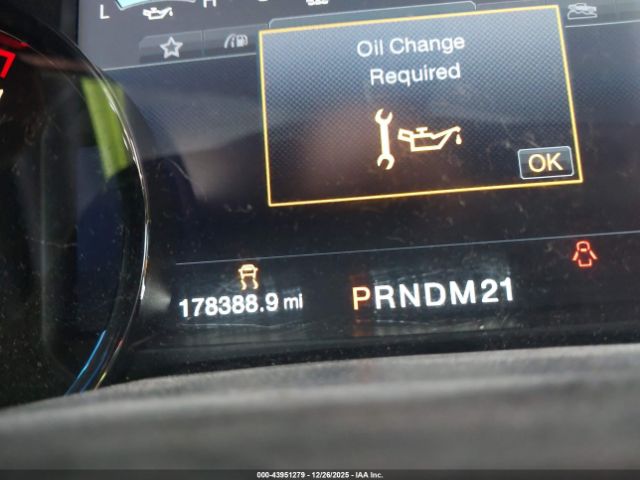 L H
Oil Change
Required
OK
178388.9 mi
PRNDM21
000-43951279 - 12/26/2025 - IAA Inc.